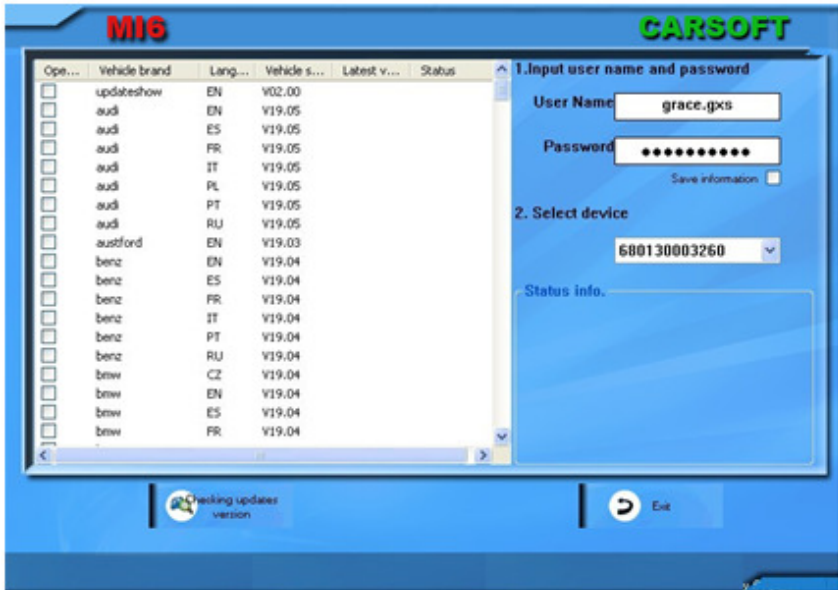 MI6
CARSOFT
Ope... Vehicle brand Lang... Vehicle s... Latest v... Status
updateshow EN V02.00
audi EN V19.05
audi ES V19.05
audi FR V19.05
audi IT V19.05
audi PL V19.05
audi PT V19.05
audi RU V19.05
austford EN V19.03
benz EN V19.04
benz ES V19.04
benz FR V19.04
benz IT V19.04
benz PT V19.04
benz RU V19.04
bmw CZ V19.04
bmw EN V19.04
bmw ES V19.04
bmw FR V19.04
1.Input user name and password
User Name grace.gxs
Password ●●●●●●●●●●
Save information
2. Select device
680130003260
Status info.
Checking updates
version
Exit